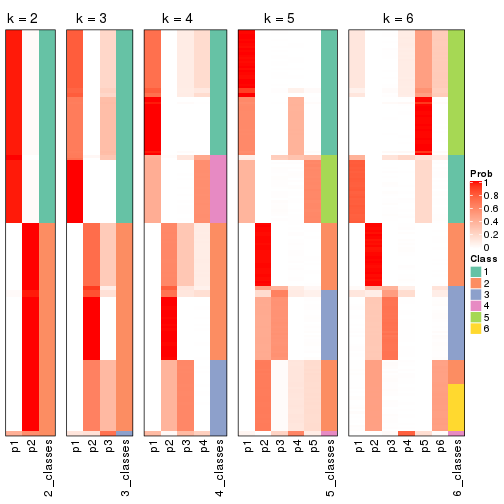 k = 2
k = 3
k = 4
k = 5
k = 6
Prob
1
0.8
0.6
0.4
0.2
0
Class
1
2
3
4
5
6
p1
p2
2_classes
p1
p2
p3
3_classes
p1
p2
p3
p4
4_classes
p1
p2
p3
p4
p5
5_classes
p1
p2
p3
p4
p5
p6
6_classes